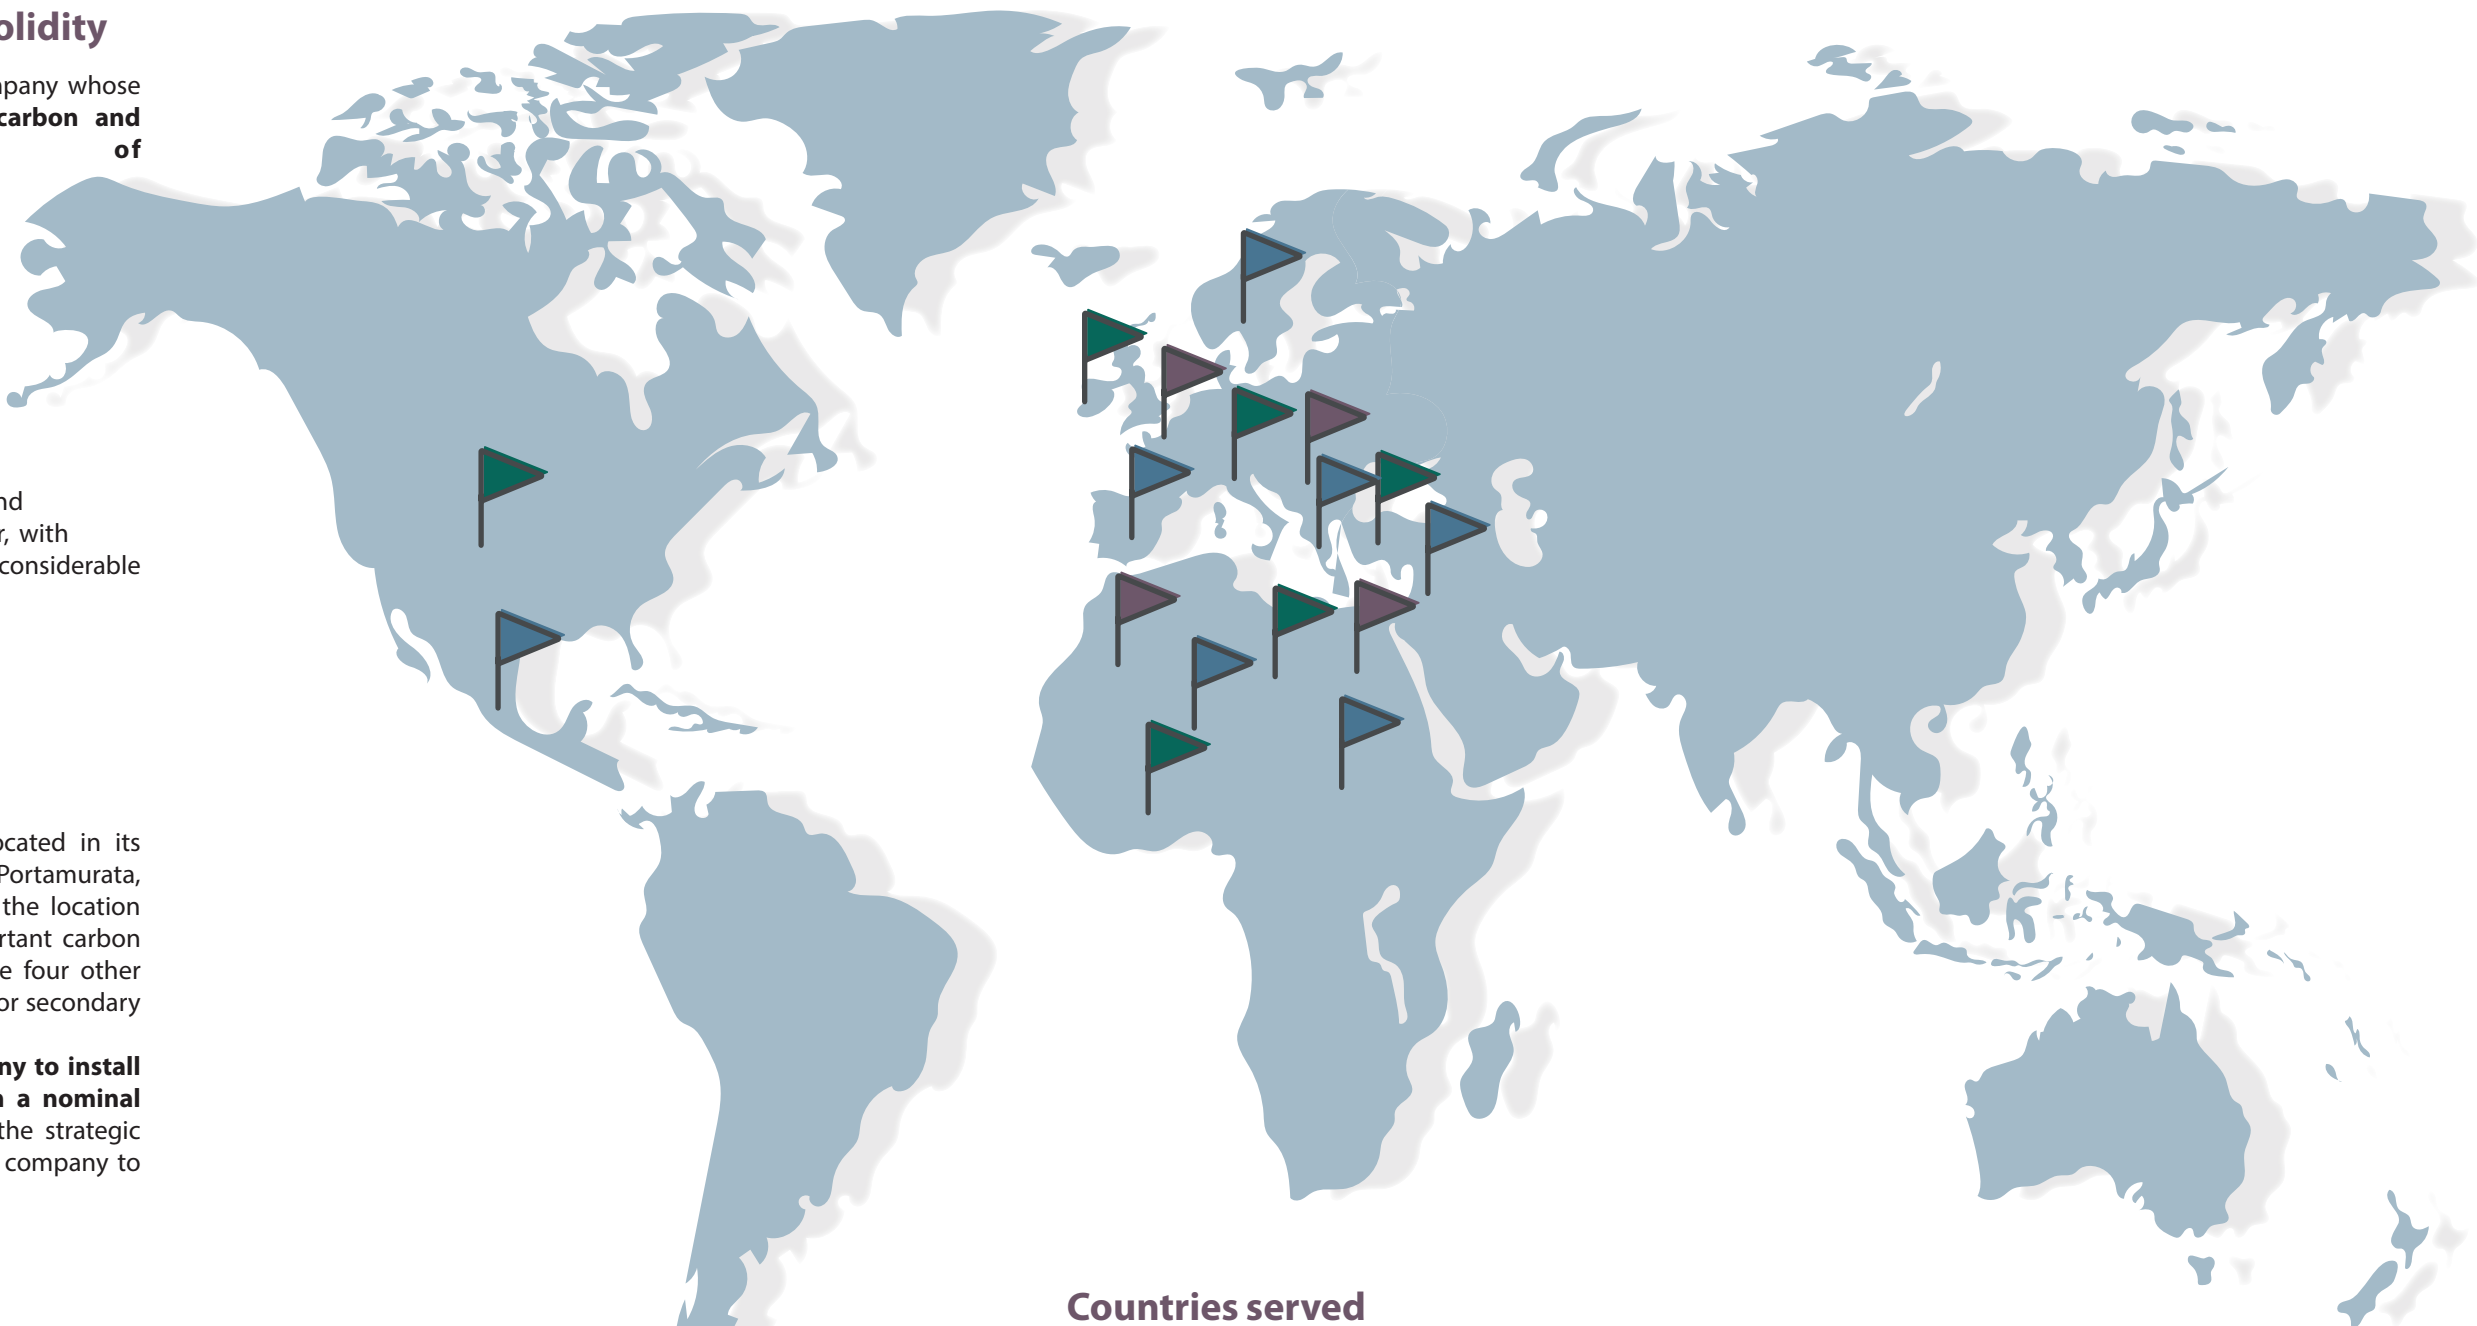 olidity
pany whose
carbon and
of
nd
r, with
considerable
ocated in its
Portamurata,
the location
rtant carbon
e four other
or secondary
ny to install
n a nominal
the strategic
company to
Countries served